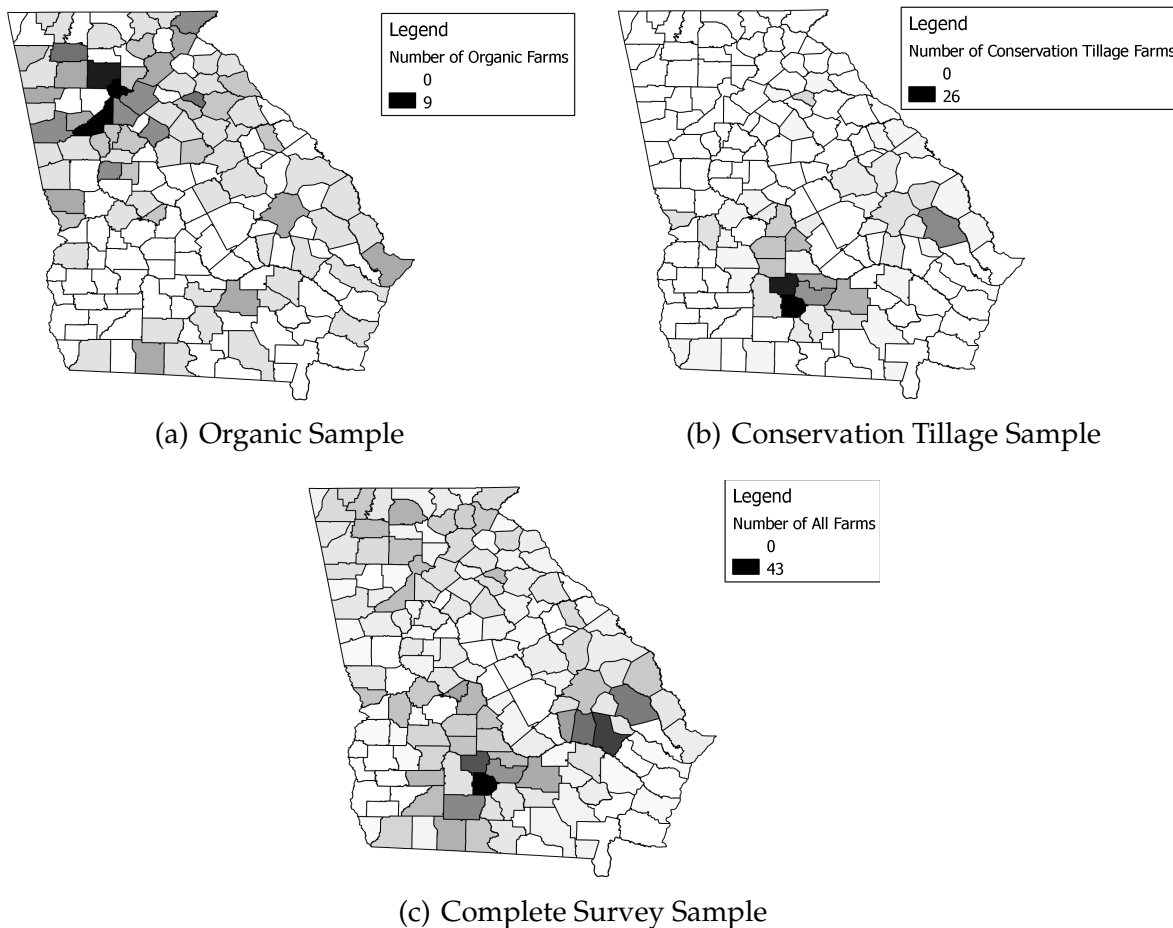 Legend
Number of Organic Farms
0
9
Legend
Number of Conservation Tillage Farms
0
26
(a) Organic Sample
(b) Conservation Tillage Sample
Legend
Number of All Farms
0
43
(c) Complete Survey Sample